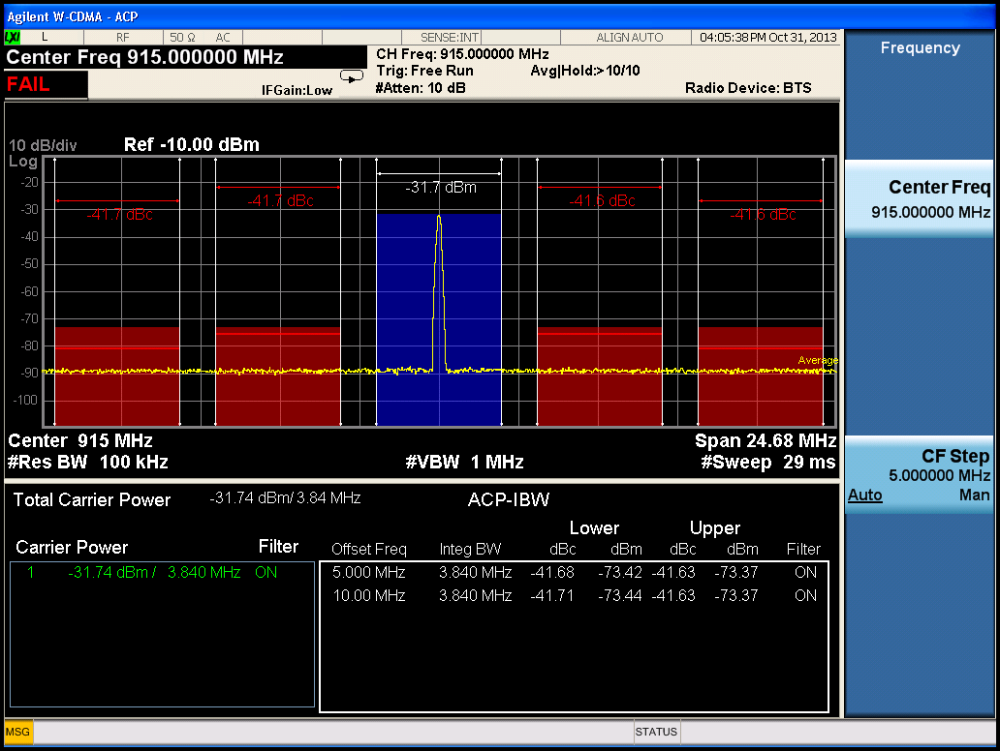 Agilent W-CDMA - ACP
LXI L RF 50 Ω AC SENSE:INT ALIGN AUTO 04:05:38 PM Oct 31, 2013
Center Freq 915.000000 MHz
CH Freq: 915.000000 MHz
Trig: Free Run Avg|Hold:>10/10
FAIL
IFGain:Low
#Atten: 10 dB
Radio Device: BTS
10 dB/div Ref -10.00 dBm
Log
-20
-30
-40
-50
-60
-70
-80
-90
-100
-41.7 dBc
-41.7 dBc
-31.7 dBm
-41.6 dBc
-41.6 dBc
Average
Center 915 MHz Span 24.68 MHz
#Res BW 100 kHz #VBW 1 MHz #Sweep 29 ms
Total Carrier Power -31.74 dBm/ 3.84 MHz ACP-IBW
Carrier Power Filter
1 -31.74 dBm / 3.840 MHz ON
Lower Upper
Offset Freq Integ BW dBc dBm dBc dBm Filter
5.000 MHz 3.840 MHz -41.68 -73.42 -41.63 -73.37 ON
10.00 MHz 3.840 MHz -41.71 -73.44 -41.63 -73.37 ON
Frequency
Center Freq
915.000000 MHz
CF Step
5.000000 MHz
Auto Man
MSG STATUS